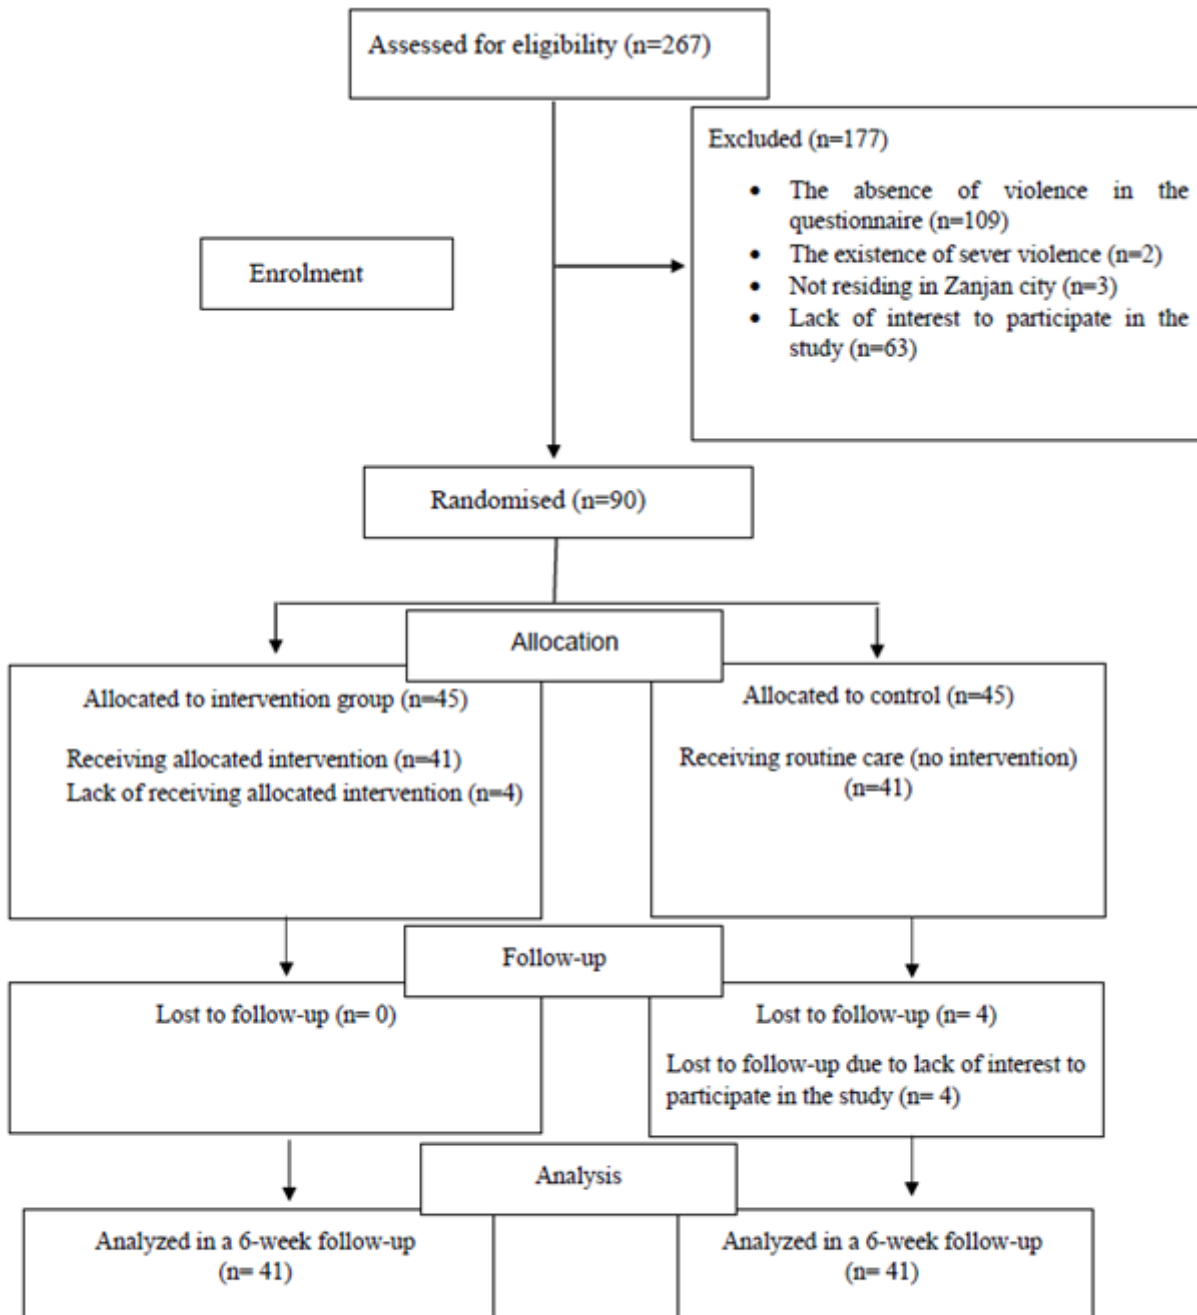 Assessed for eligibility (n=267)
Excluded (n=177)
• The absence of violence in the
questionnaire (n=109)
• The existence of sever violence (n=2)
• Not residing in Zanjan city (n=3)
• Lack of interest to participate in the
study (n=63)
Enrolment
Randomised (n=90)
Allocation
Allocated to intervention group (n=45)
Receiving allocated intervention (n=41)
Lack of receiving allocated intervention (n=4)
Allocated to control (n=45)
Receiving routine care (no intervention)
(n=41)
Follow-up
Lost to follow-up (n= 0)
Lost to follow-up (n= 4)
Lost to follow-up due to lack of interest to
participate in the study (n= 4)
Analysis
Analyzed in a 6-week follow-up
(n= 41)
Analyzed in a 6-week follow-up
(n= 41)